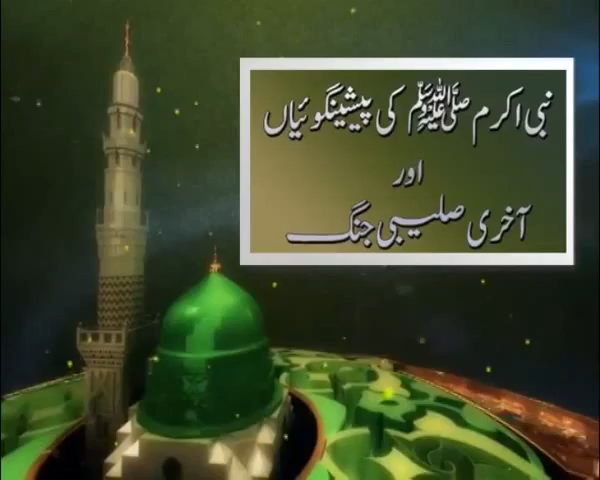 نبی اکرم ﷺ کی پیشینگوئیاں
اور
آخری صلیبی جنگ